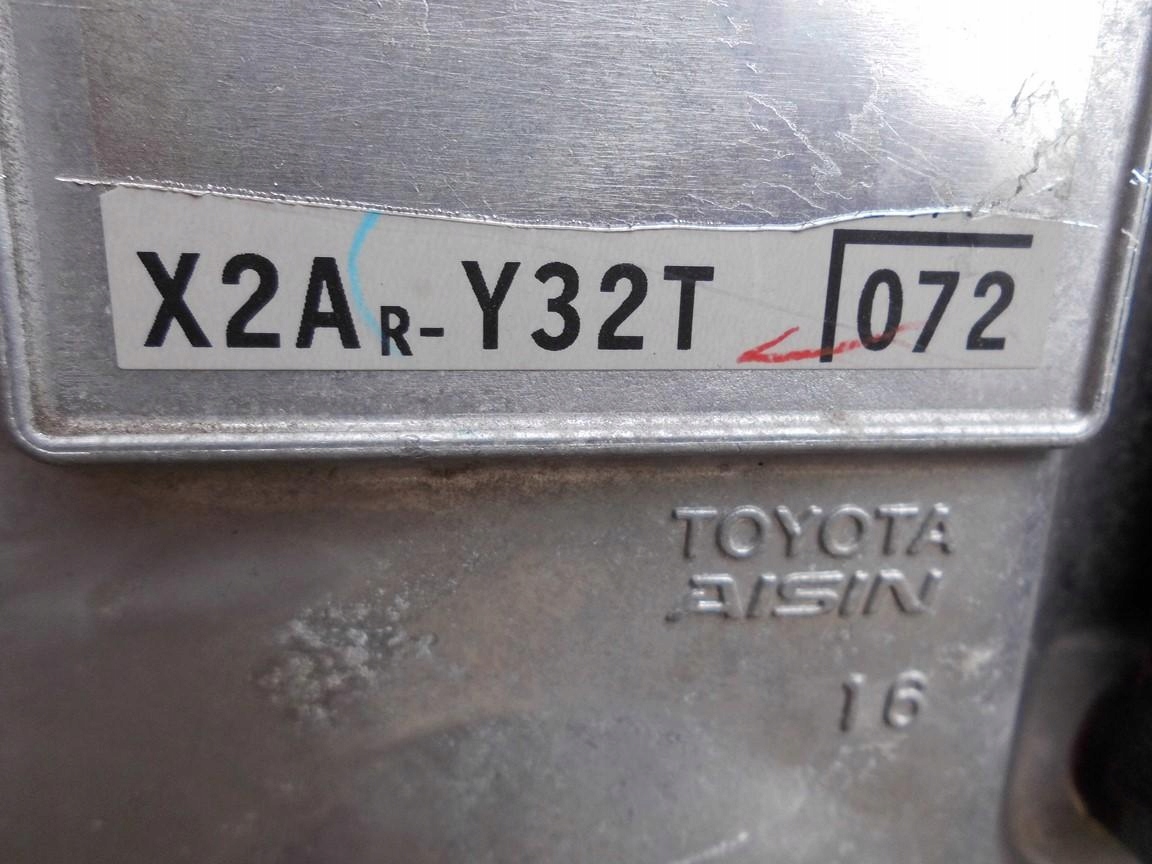 X2AR-Y32T 072
TOYOTA
AISIN
16